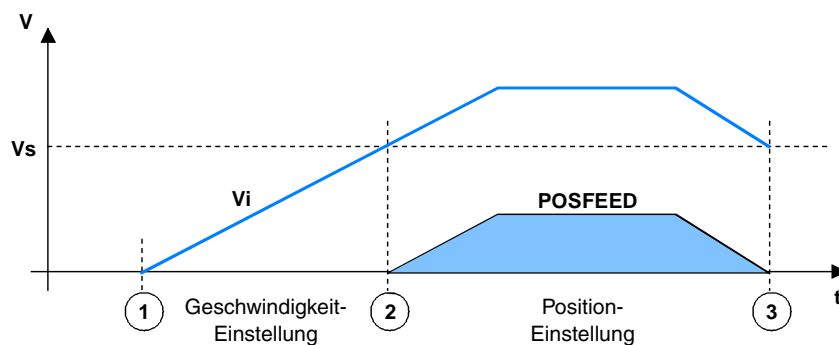 V
Vs
Vi
POSFEED
t
1
Geschwindigkeit-
Einstellung
2
Position-
Einstellung
3